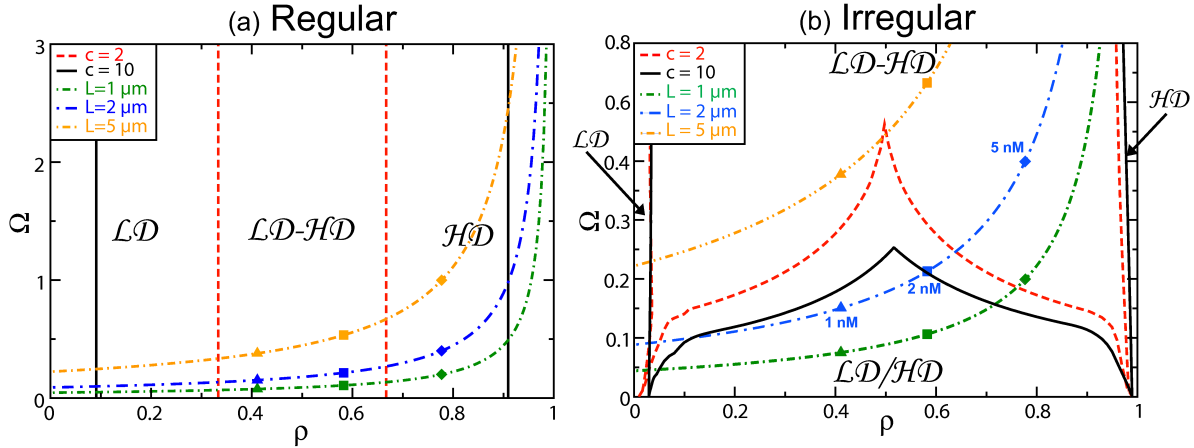 (a) Regular
3
2
1
0
Ω
c = 2
c = 10
L=1 µm
L=2 µm
L=5 µm
LD
LD-HD
HD
0 0.2 0.4 0.6 0.8 1
ρ
(b) Irregular
0.8
0.6
0.5
0.4
0.3
0.2
0.1
0
Ω
c = 2
c = 10
L = 1 µm
L = 2 µm
L = 5 µm
LD-HD
LD
HD
5 nM
2 nM
1 nM
LD/HD
0 0.2 0.4 0.6 0.8 1
ρ